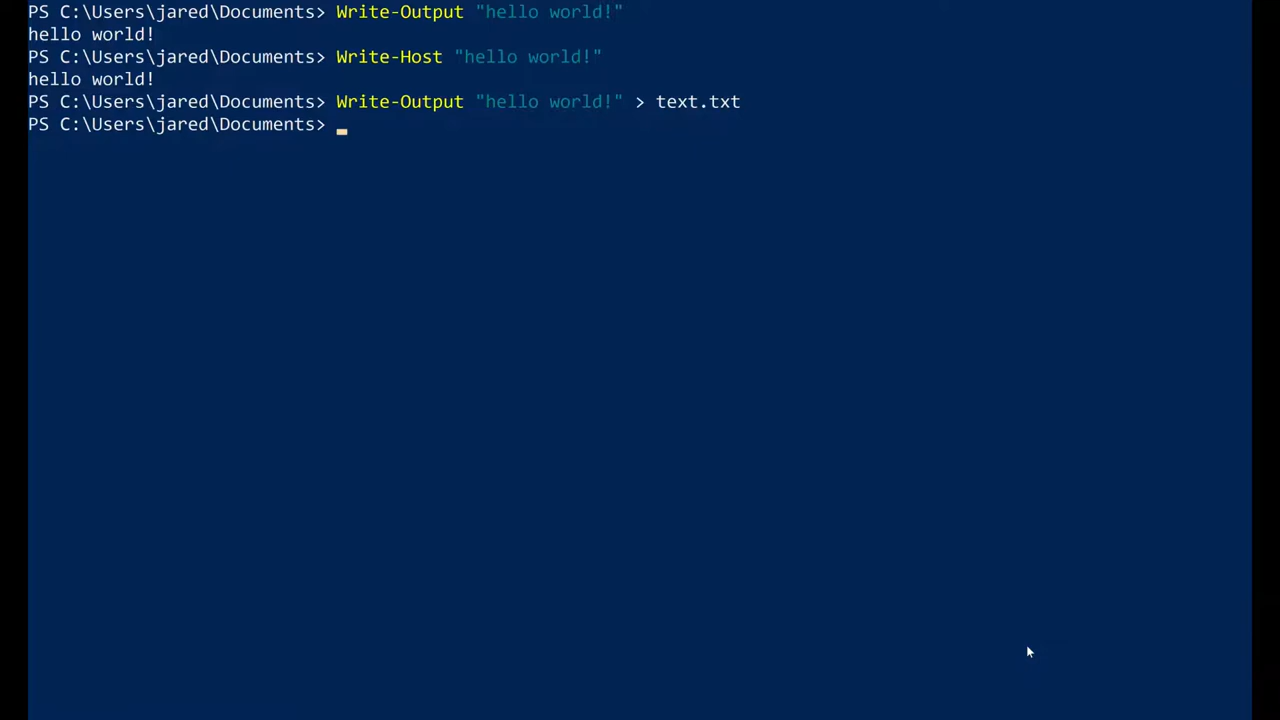 PS C:\Users\jared\Documents> Write-Output "hello world!"
hello world!
PS C:\Users\jared\Documents> Write-Host "hello world!"
hello world!
PS C:\Users\jared\Documents> Write-Output "hello world!" > text.txt
PS C:\Users\jared\Documents>